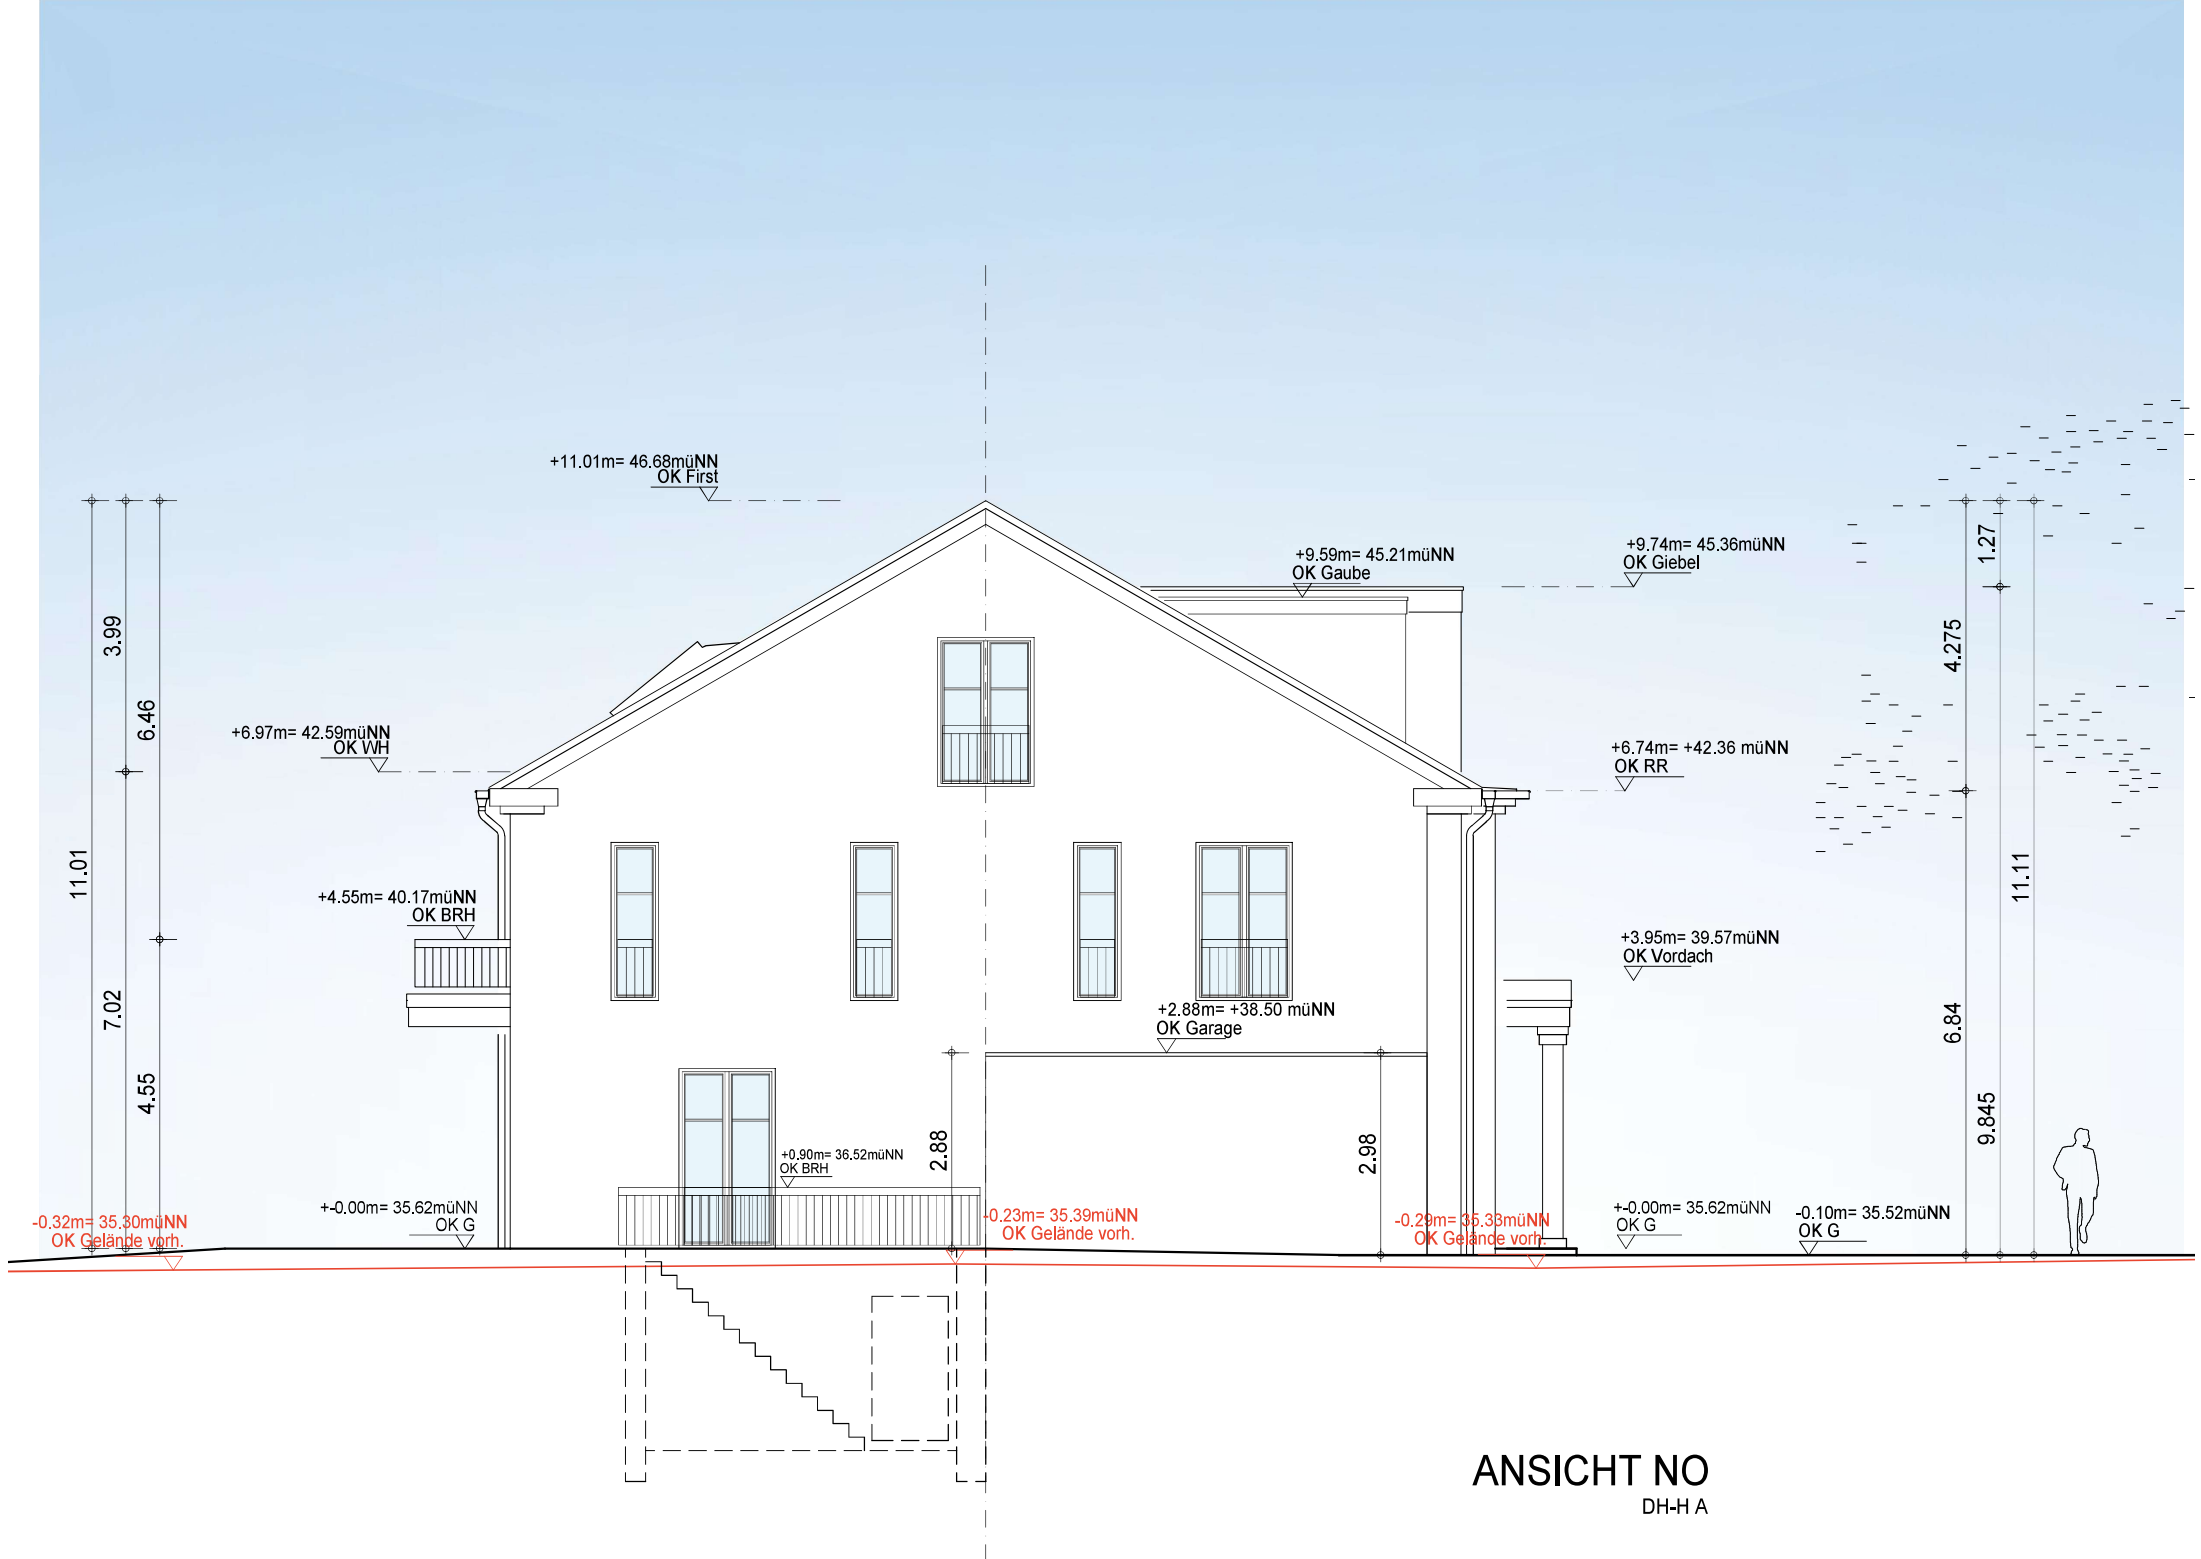 +11.01m= 46.68müNN
OK First
+9.59m= 45.21müNN
OK Gaube
+9.74m= 45.36müNN
OK Giebel
1.27
3.99
4.275
6.46
+6.97m= 42.59müNN
OK WH
+6.74m= +42.36 müNN
OK RR
11.01
11.11
+4.55m= 40.17müNN
OK BRH
+3.95m= 39.57müNN
OK Vordach
7.02
+2.88m= +38.50 müNN
OK Garage
6.84
4.55
2.88
2.98
9.845
+0.90m= 36.52müNN
OK BRH
-0.32m= 35.30müNN
OK Gelände vorh.
+-0.00m= 35.62müNN
OK G
-0.23m= 35.39müNN
OK Gelände vorh.
-0.29m= 35.33müNN
OK Gelände vorh.
+-0.00m= 35.62müNN
OK G
-0.10m= 35.52müNN
OK G
ANSICHT NO
DH-H A